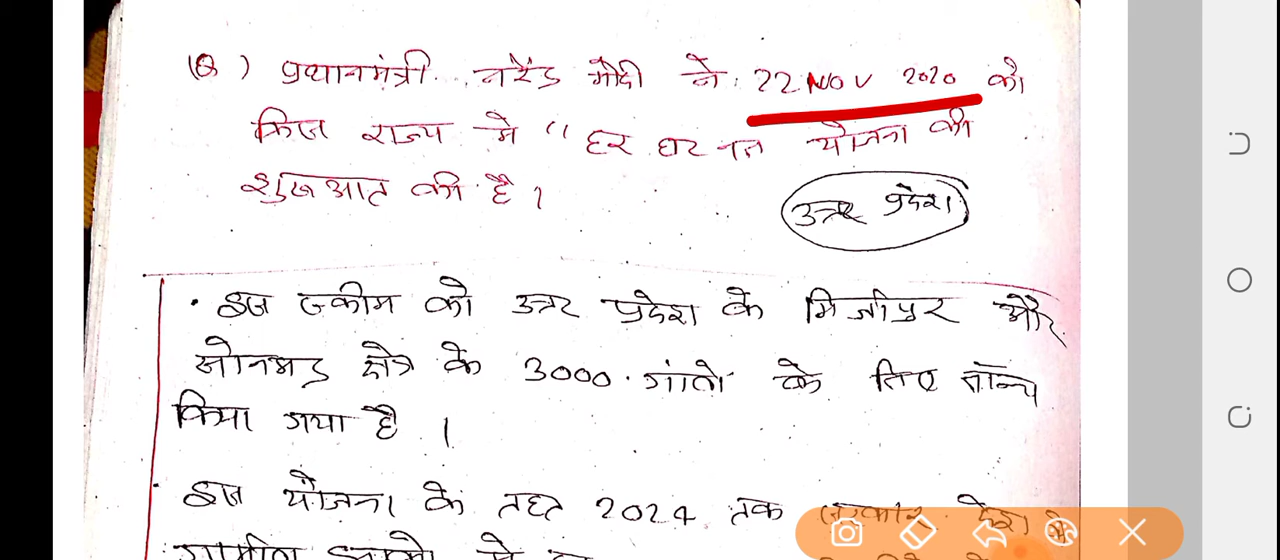 (Q) प्रधानमंत्री नरेंद्र मोदी ने 22 Nov 2020 को
किस राज्य में "हर घर नल योजना की
शुरुआत की है।
उत्तर प्रदेश
• इस स्कीम को उत्तर प्रदेश के मिर्जापुर और
सोनभद्र क्षेत्र के 3000 गांवो के लिए लॉन्च
किया गया है ।
• इस योजना के तहत 2024 तक सरकार देश के
ग्रामीण